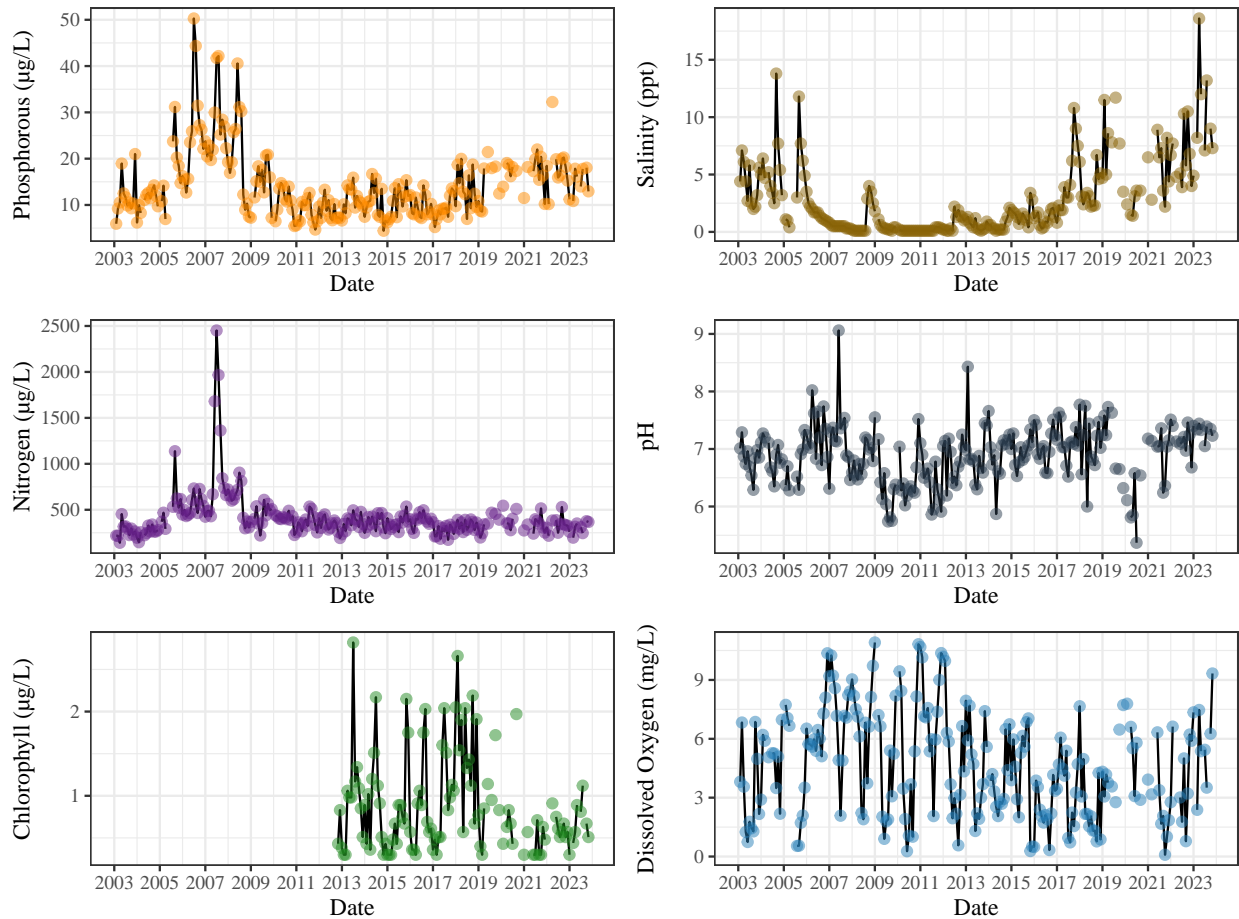 Phosphorous (µg/L)
50
40
30
20
10
2003 2005 2007 2009 2011 2013 2015 2017 2019 2021 2023
Date
Salinity (ppt)
15
10
5
0
2003 2005 2007 2009 2011 2013 2015 2017 2019 2021 2023
Date
Nitrogen (µg/L)
2500
2000
1500
1000
500
2003 2005 2007 2009 2011 2013 2015 2017 2019 2021 2023
Date
pH
9
8
7
6
2003 2005 2007 2009 2011 2013 2015 2017 2019 2021 2023
Date
Chlorophyll (µg/L)
2
1
2003 2005 2007 2009 2011 2013 2015 2017 2019 2021 2023
Date
Dissolved Oxygen (mg/L)
9
6
3
0
2003 2005 2007 2009 2011 2013 2015 2017 2019 2021 2023
Date